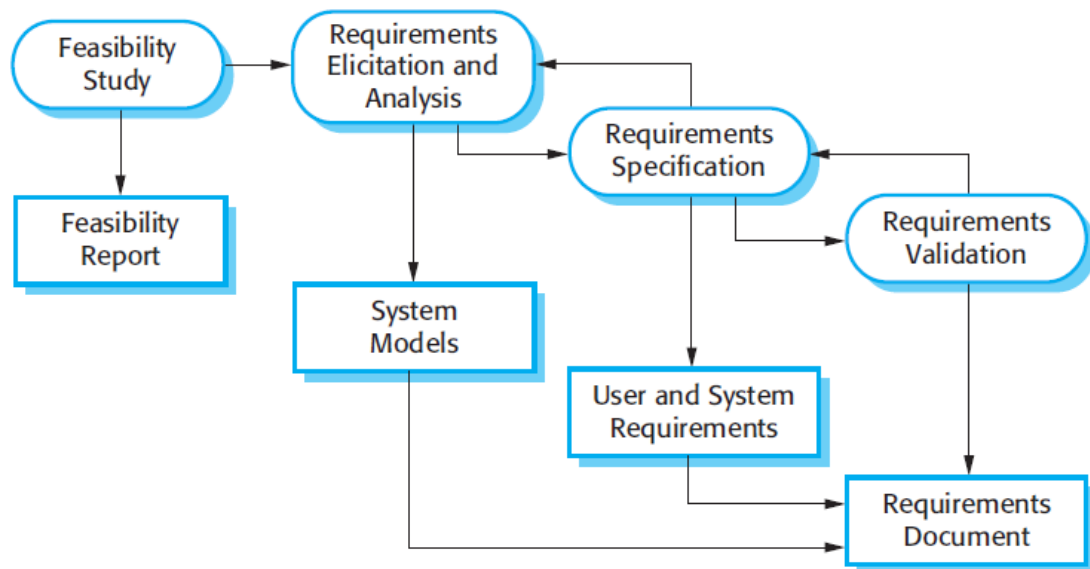 Feasibility
Study
Requirements
Elicitation and
Analysis
Requirements
Specification
Requirements
Validation
Feasibility
Report
System
Models
User and System
Requirements
Requirements
Document